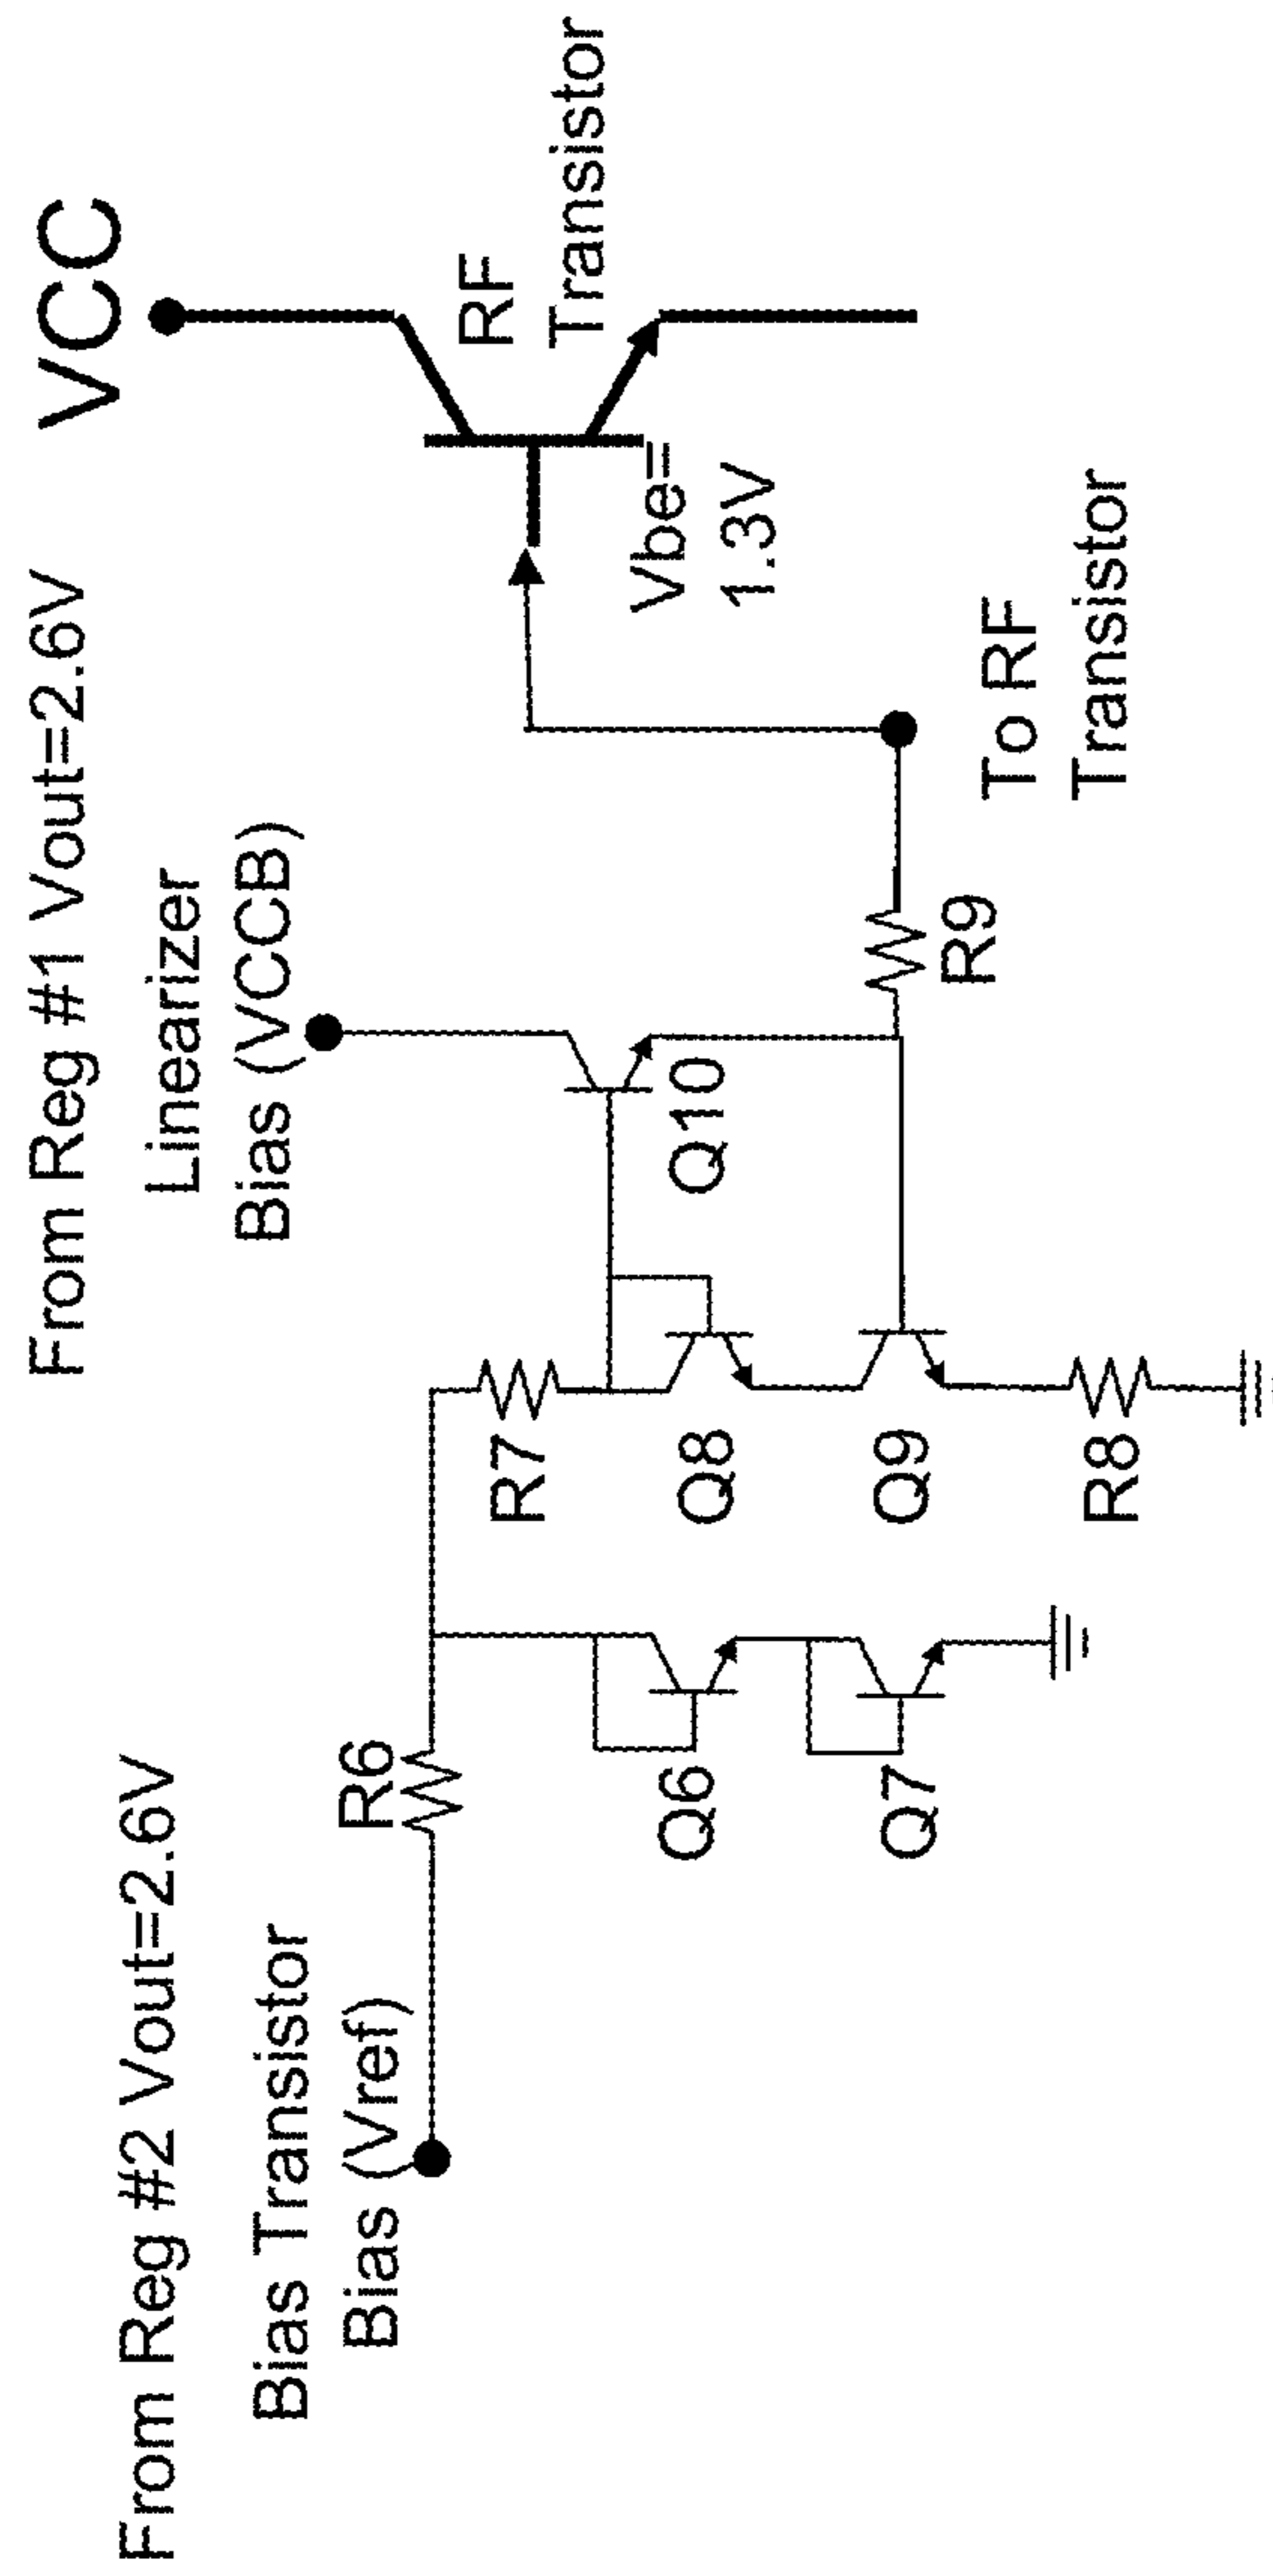 From Reg #2 Vout=2.6V
Bias Transistor
Bias (Vref)
R6
Q6
Q7
From Reg #1 Vout=2.6V
Linearizer
Bias (VCCB)
R7
Q8
Q9
R8
Q10
R9
To RF
Transistor
VCC
RF
Transistor
Vbe=
1.3V